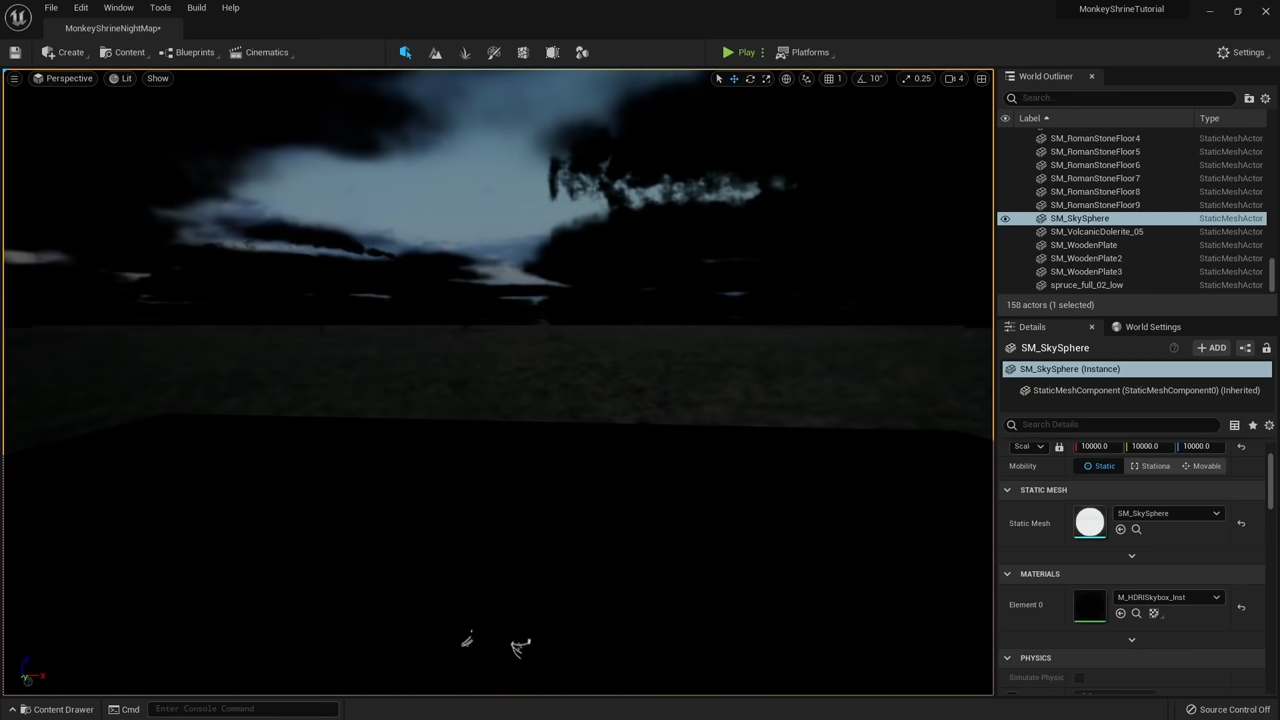 File Edit Window Tools Build Help
MonkeyShrineTutorial
MonkeyShrineNightMap*
Create Content Blueprints Cinematics Play Platforms Settings
Perspective Lit Show 1 10° 0.25 4
World Outliner
Search...
Label Type
SM_RomanStoneFloor4 StaticMeshActor
SM_RomanStoneFloor5 StaticMeshActor
SM_RomanStoneFloor6 StaticMeshActor
SM_RomanStoneFloor7 StaticMeshActor
SM_RomanStoneFloor8 StaticMeshActor
SM_RomanStoneFloor9 StaticMeshActor
SM_SkySphere StaticMeshActor
SM_VolcanicDolerite_05 StaticMeshActor
SM_WoodenPlate StaticMeshActor
SM_WoodenPlate2 StaticMeshActor
SM_WoodenPlate3 StaticMeshActor
spruce_full_02_low StaticMeshActor
158 actors (1 selected)
Details World Settings
SM_SkySphere ADD
SM_SkySphere (Instance)
StaticMeshComponent (StaticMeshComponent0) (Inherited)
Search Details
Scal 10000.0 10000.0 10000.0
Mobility Static Stationa Movable
STATIC MESH
Static Mesh SM_SkySphere
MATERIALS
Element 0 M_HDRISkybox_Inst
PHYSICS
Simulate Physic
Content Drawer Cmd Enter Console Command Source Control Off